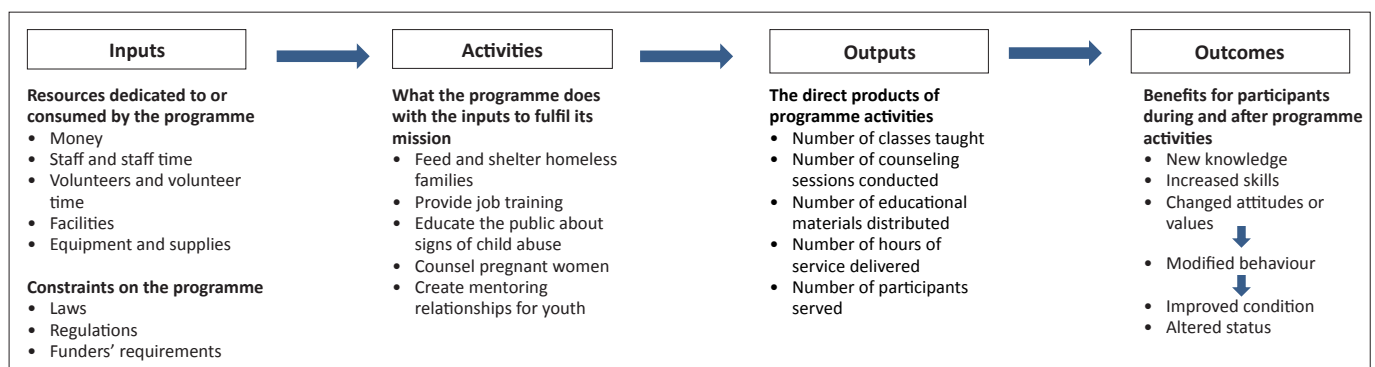 Inputs
Resources dedicated to or
consumed by the programme
• Money
• Staff and staff time
• Volunteers and volunteer
time
• Facilities
• Equipment and supplies
Constraints on the programme
• Laws
• Regulations
• Funders’ requirements
Activities
What the programme does
with the inputs to fulfil its
mission
• Feed and shelter homeless
families
• Provide job training
• Educate the public about
signs of child abuse
• Counsel pregnant women
• Create mentoring
relationships for youth
Outputs
The direct products of
programme activities
• Number of classes taught
• Number of counseling
sessions conducted
• Number of educational
materials distributed
• Number of hours of
service delivered
• Number of participants
served
Outcomes
Benefits for participants
during and after programme
activities
• New knowledge
• Increased skills
• Changed attitudes or
values
• Modified behaviour
• Improved condition
• Altered status